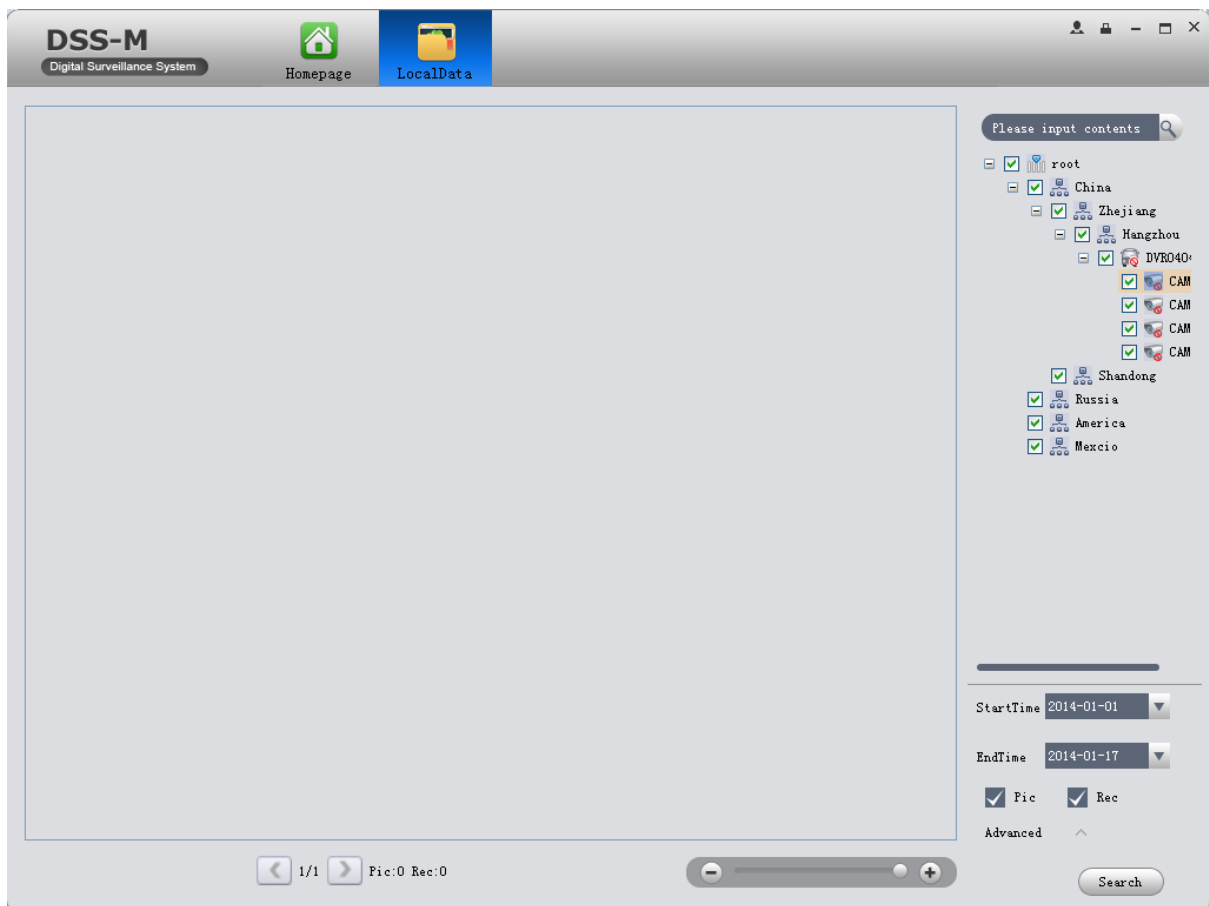 DSS-M
Digital Surveillance System
Homepage
LocalData
Please input contents
root
China
Zhejiang
Hangzhou
DVR040
CAM
CAM
CAM
CAM
Shandong
Russia
America
Mexcio
StartTime 2014-01-01
EndTime 2014-01-17
Pic Rec
Advanced
1/1 Pic:0 Rec:0
Search